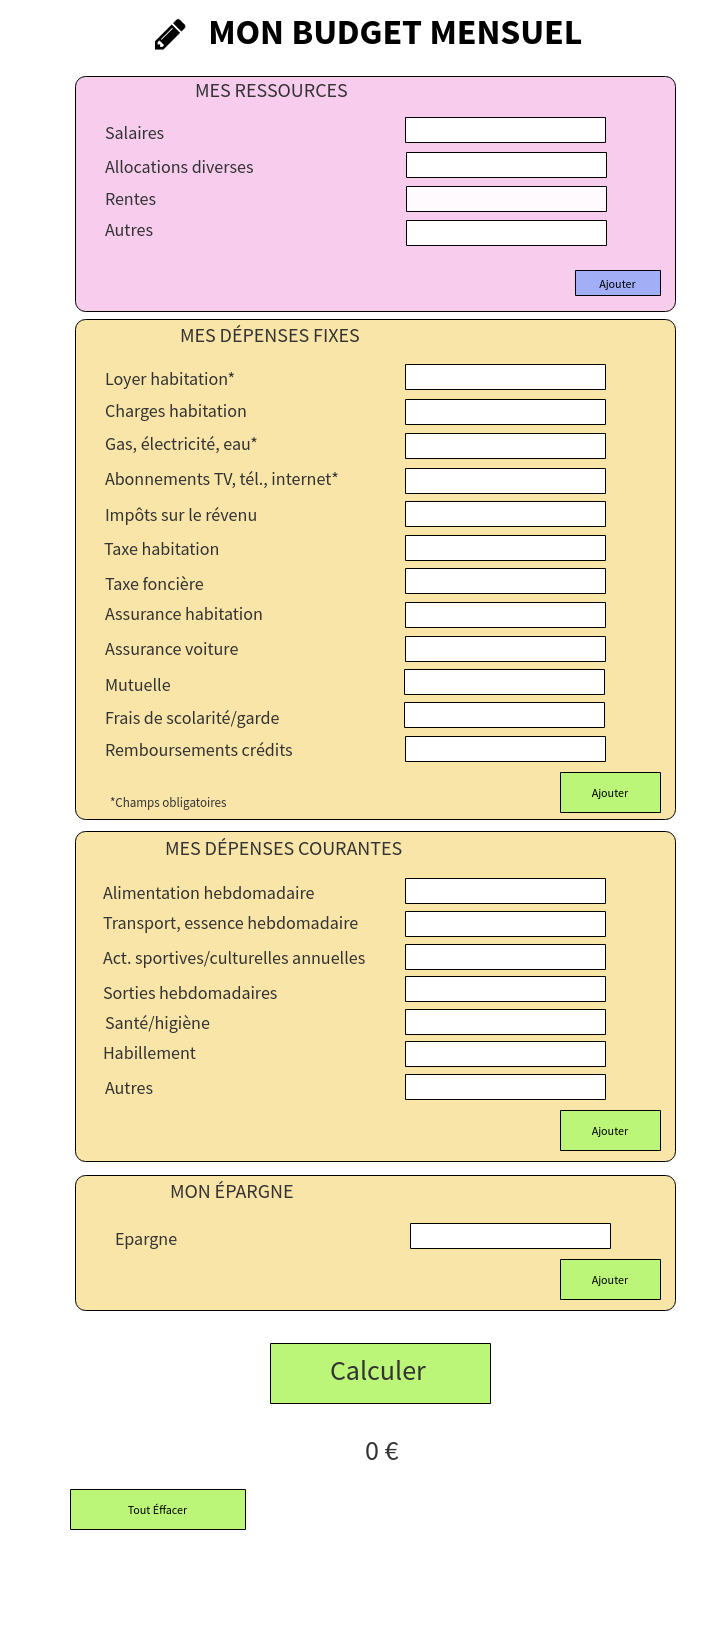 MON BUDGET MENSUEL
MES RESSOURCES
Salaires
Allocations diverses
Rentes
Autres
Ajouter
MES DÉPENSES FIXES
Loyer habitation*
Charges habitation
Gas, électricité, eau*
Abonnements TV, tél., internet*
Impôts sur le révenu
Taxe habitation
Taxe foncière
Assurance habitation
Assurance voiture
Mutuelle
Frais de scolarité/garde
Remboursements crédits
*Champs obligatoires
Ajouter
MES DÉPENSES COURANTES
Alimentation hebdomadaire
Transport, essence hebdomadaire
Act. sportives/culturelles annuelles
Sorties hebdomadaires
Santé/higiène
Habillement
Autres
Ajouter
MON ÉPARGNE
Epargne
Ajouter
Calculer
0 €
Tout Éffacer